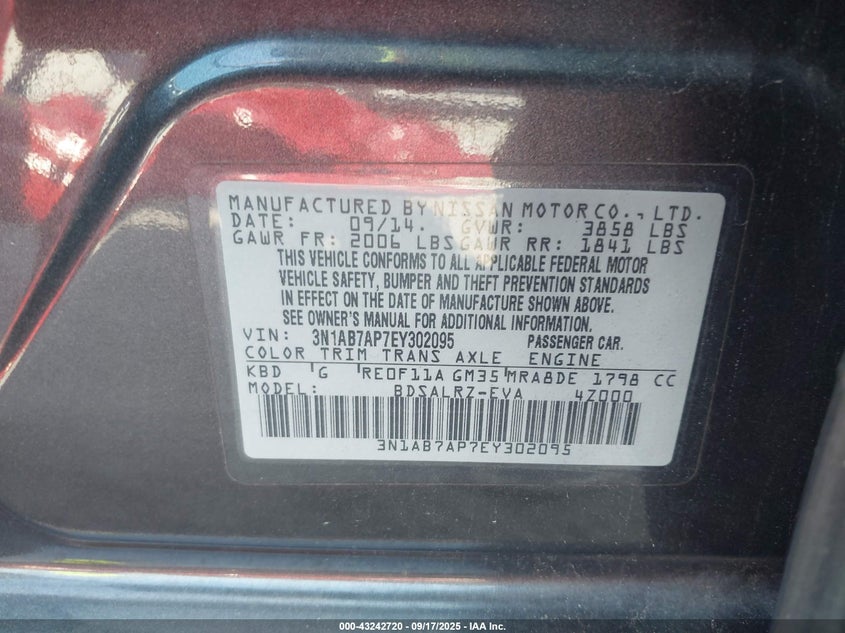 MANUFACTURED BY NISSAN MOTOR CO., LTD.
DATE: 09/14. GVWR: 3858 LBS
GAWR FR: 2006 LBS GAWR RR: 1841 LBS
THIS VEHICLE CONFORMS TO ALL APPLICABLE FEDERAL MOTOR
VEHICLE SAFETY, BUMPER AND THEFT PREVENTION STANDARDS
IN EFFECT ON THE DATE OF MANUFACTURE SHOWN ABOVE.
SEE OWNER'S MANUAL FOR ADDITIONAL INFORMATION.
VIN: 3N1AB7AP7EY302095 PASSENGER CAR.
COLOR TRIM TRANS AXLE ENGINE
KBD G RE0F11A GM35 MRA8DE 1798 CC
MODEL: BDSALRZ-EVA 4Z000
3N1AB7AP7EY302095
000-43242720 - 09/17/2025 - IAA Inc.